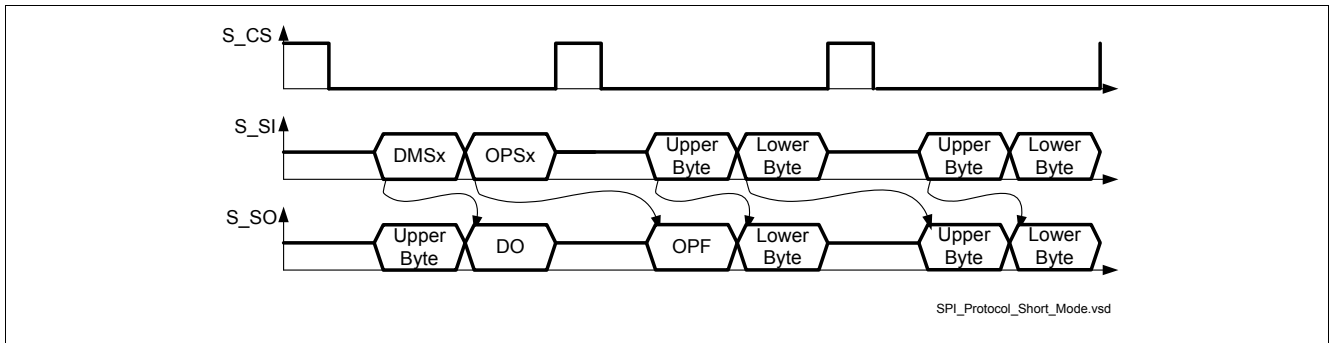 S_CS
S_SI
DMSx
OPSx
Upper
Byte
Lower
Byte
Upper
Byte
Lower
Byte
S_SO
Upper
Byte
DO
OPF
Lower
Byte
Upper
Byte
Lower
Byte
SPI_Protocol_Short_Mode.vsd